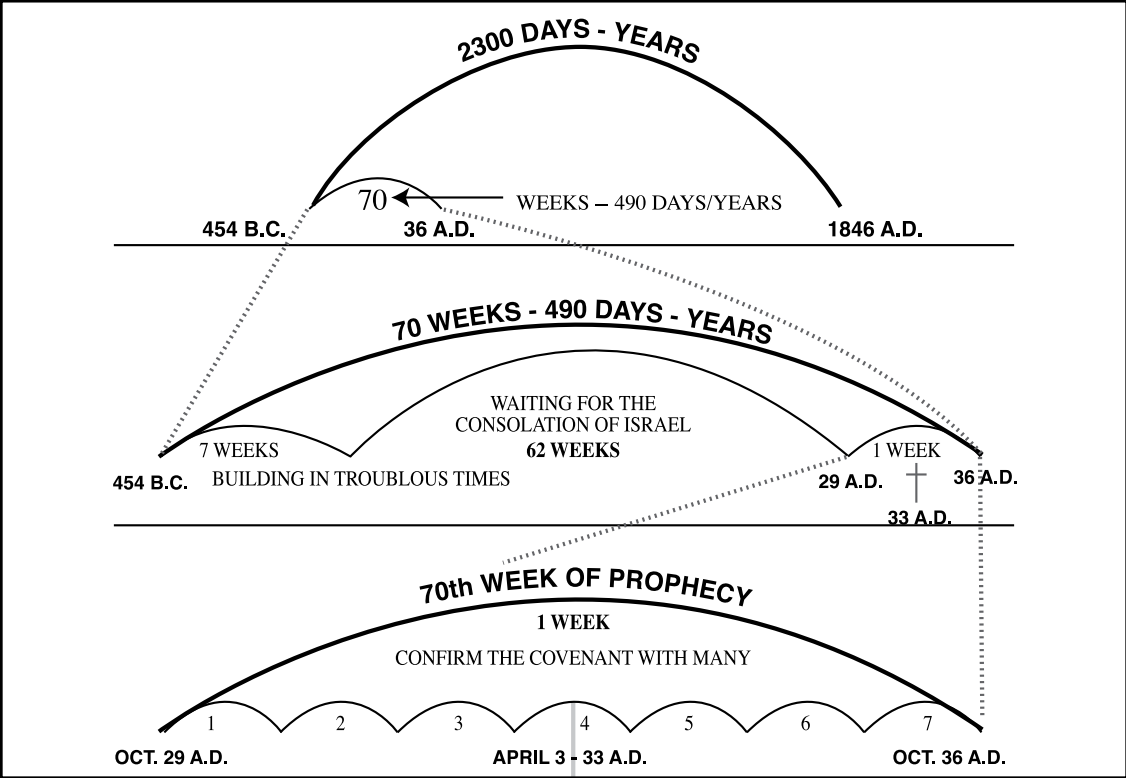 2300 DAYS - YEARS
70
WEEKS – 490 DAYS/YEARS
454 B.C.
36 A.D.
1846 A.D.
70 WEEKS - 490 DAYS - YEARS
WAITING FOR THE
CONSOLATION OF ISRAEL
7 WEEKS
62 WEEKS
1 WEEK
454 B.C.
BUILDING IN TROUBLOUS TIMES
29 A.D.
36 A.D.
33 A.D.
70th WEEK OF PROPHECY
1 WEEK
CONFIRM THE COVENANT WITH MANY
1 2 3 4 5 6 7
OCT. 29 A.D.
APRIL 3 - 33 A.D.
OCT. 36 A.D.